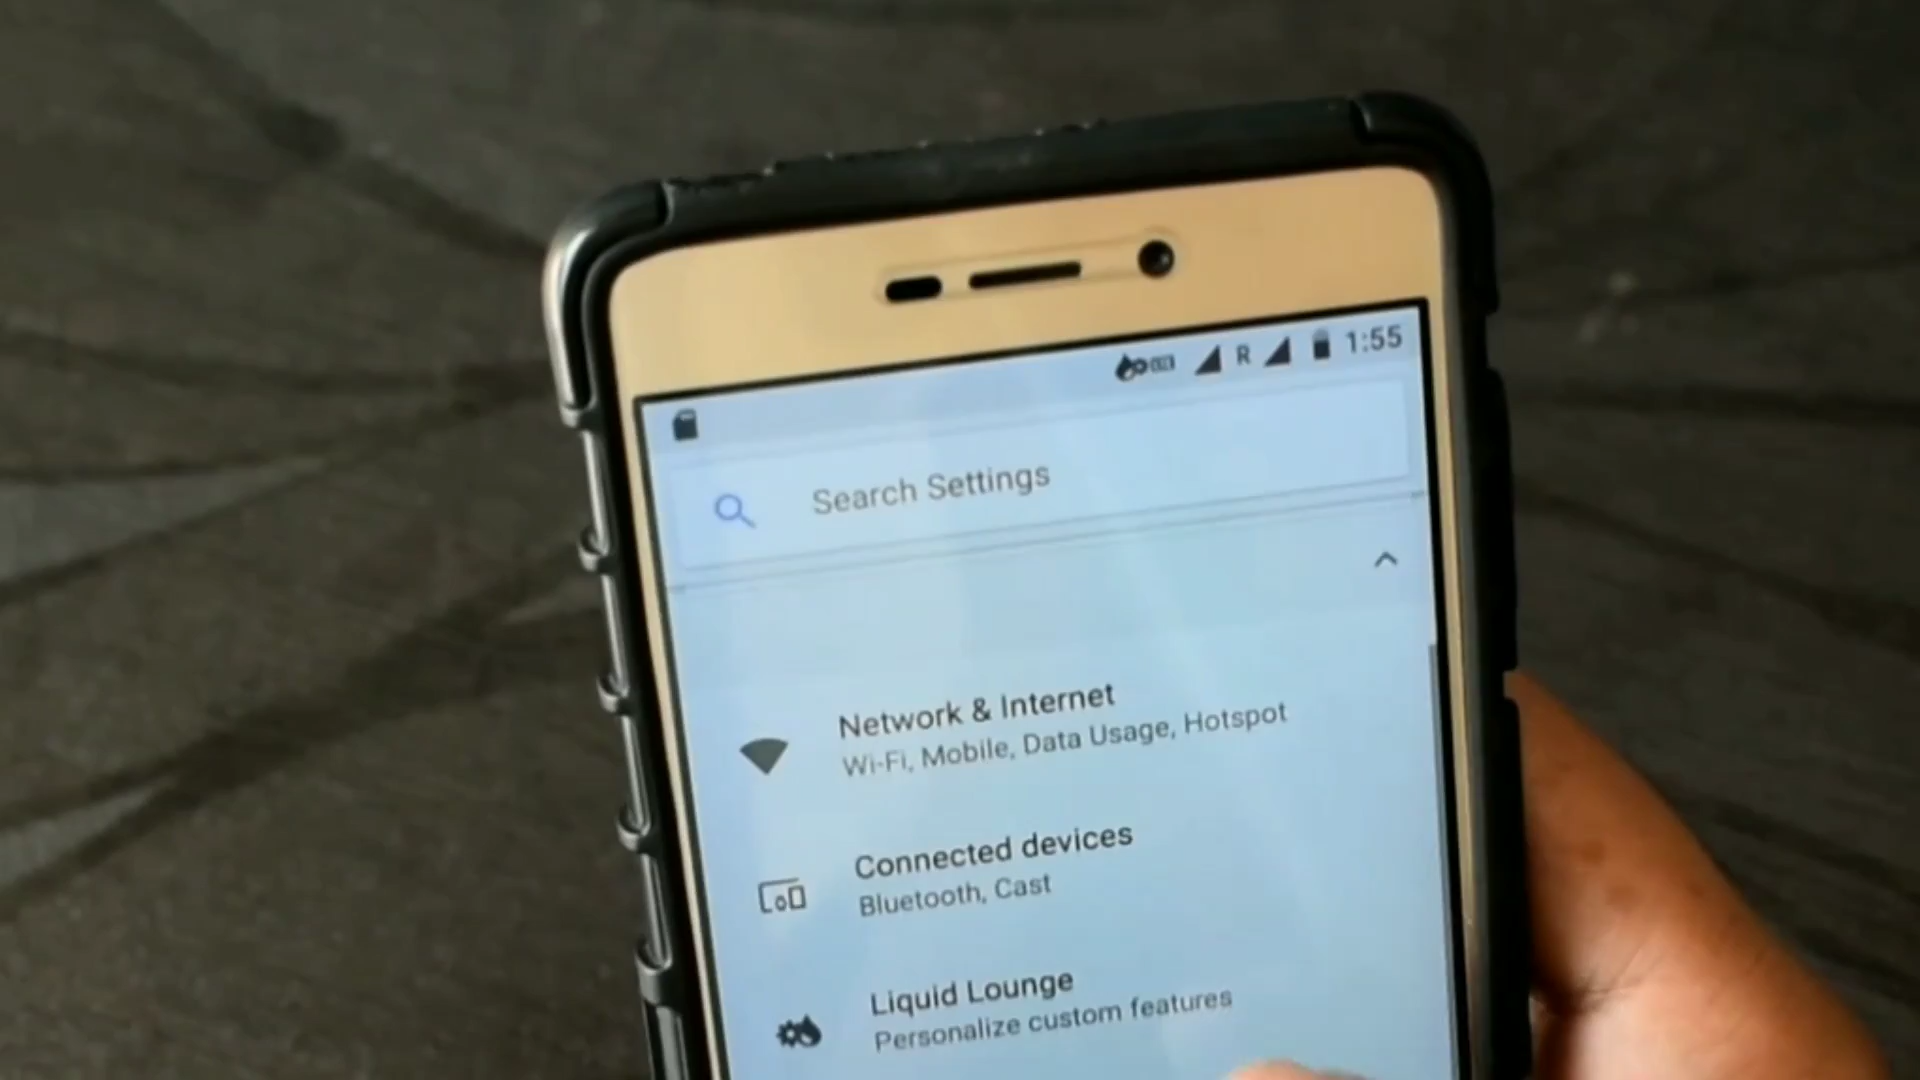 R 1:55
Search Settings
Network & Internet
Wi-Fi, Mobile, Data Usage, Hotspot
Connected devices
Bluetooth, Cast
Liquid Lounge
Personalize custom features